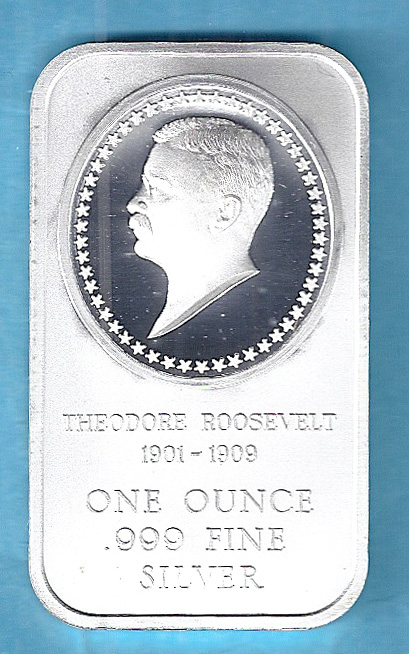 THEODORE ROOSEVELT
1901-1909
ONE OUNCE
.999 FINE
SILVER